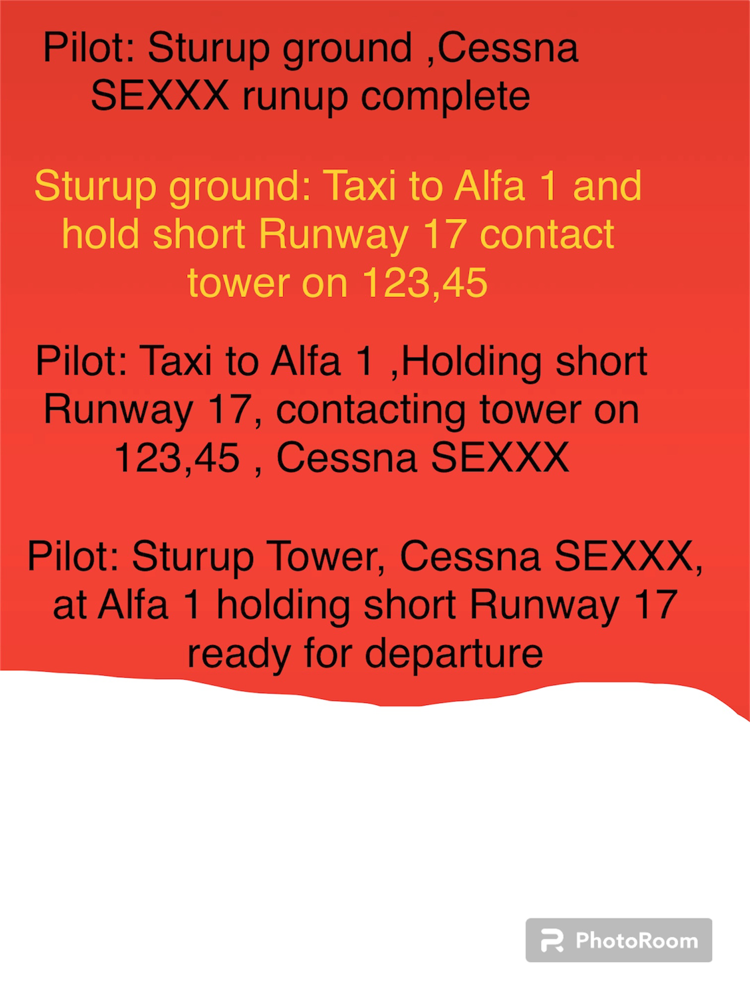 Pilot: Sturup ground ,Cessna
SEXXX runup complete
Sturup ground: Taxi to Alfa 1 and
hold short Runway 17 contact
tower on 123,45
Pilot: Taxi to Alfa 1 ,Holding short
Runway 17, contacting tower on
123,45 , Cessna SEXXX
Pilot: Sturup Tower, Cessna SEXXX,
at Alfa 1 holding short Runway 17
ready for departure
PhotoRoom